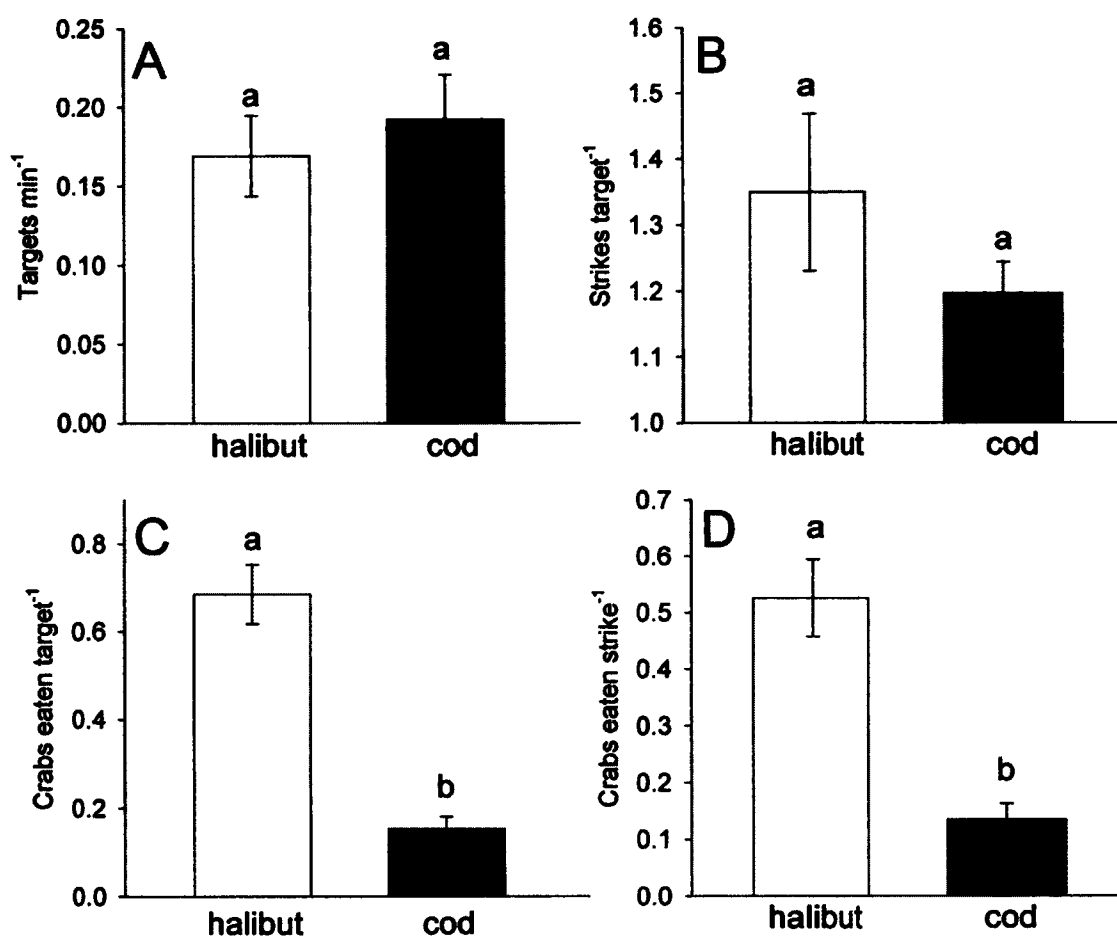 A
Targets min-1
0.25
0.20
0.15
0.10
0.05
0.00
a
a
halibut cod
B
Strikes target-1
1.6
1.5
1.4
1.3
1.2
1.1
1.0
a
a
halibut cod
C
Crabs eaten target-1
0.8
0.6
0.4
0.2
0.0
a
b
halibut cod
D
Crabs eaten strike-1
0.7
0.6
0.5
0.4
0.3
0.2
0.1
0.0
a
b
halibut cod